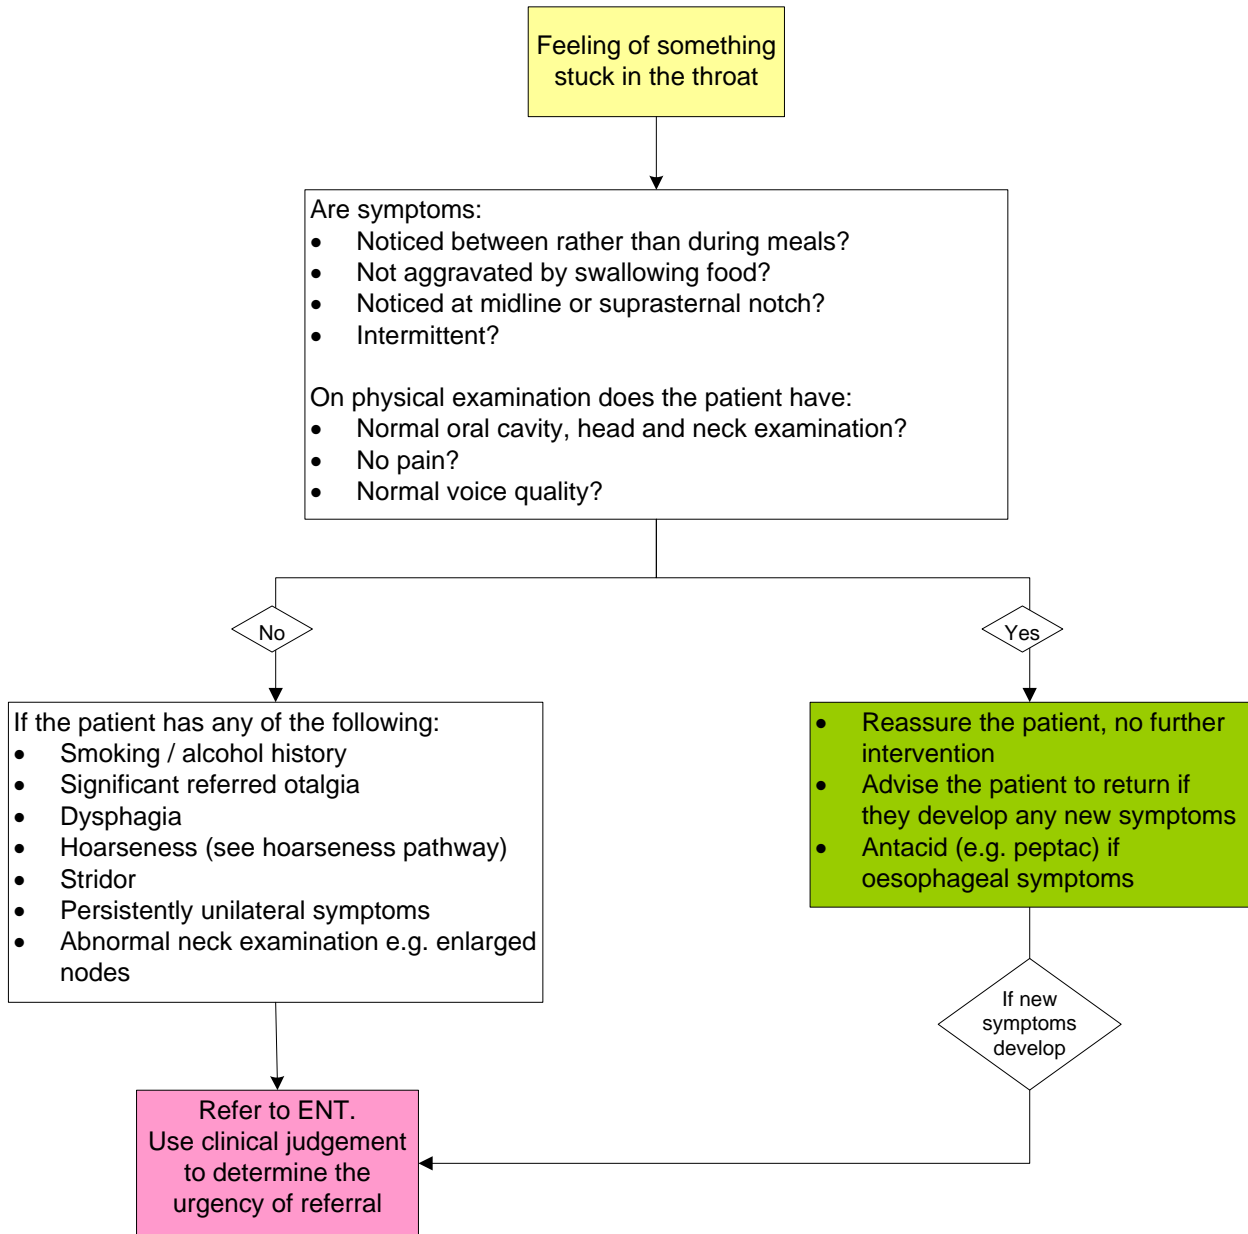 Feeling of something
stuck in the throat
Are symptoms:
• Noticed between rather than during meals?
• Not aggravated by swallowing food?
• Noticed at midline or suprasternal notch?
• Intermittent?
On physical examination does the patient have:
• Normal oral cavity, head and neck examination?
• No pain?
• Normal voice quality?
No
Yes
If the patient has any of the following:
• Smoking / alcohol history
• Significant referred otalgia
• Dysphagia
• Hoarseness (see hoarseness pathway)
• Stridor
• Persistently unilateral symptoms
• Abnormal neck examination e.g. enlarged
nodes
• Reassure the patient, no further
intervention
• Advise the patient to return if
they develop any new symptoms
• Antacid (e.g. peptac) if
oesophageal symptoms
If new
symptoms
develop
Refer to ENT.
Use clinical judgement
to determine the
urgency of referral